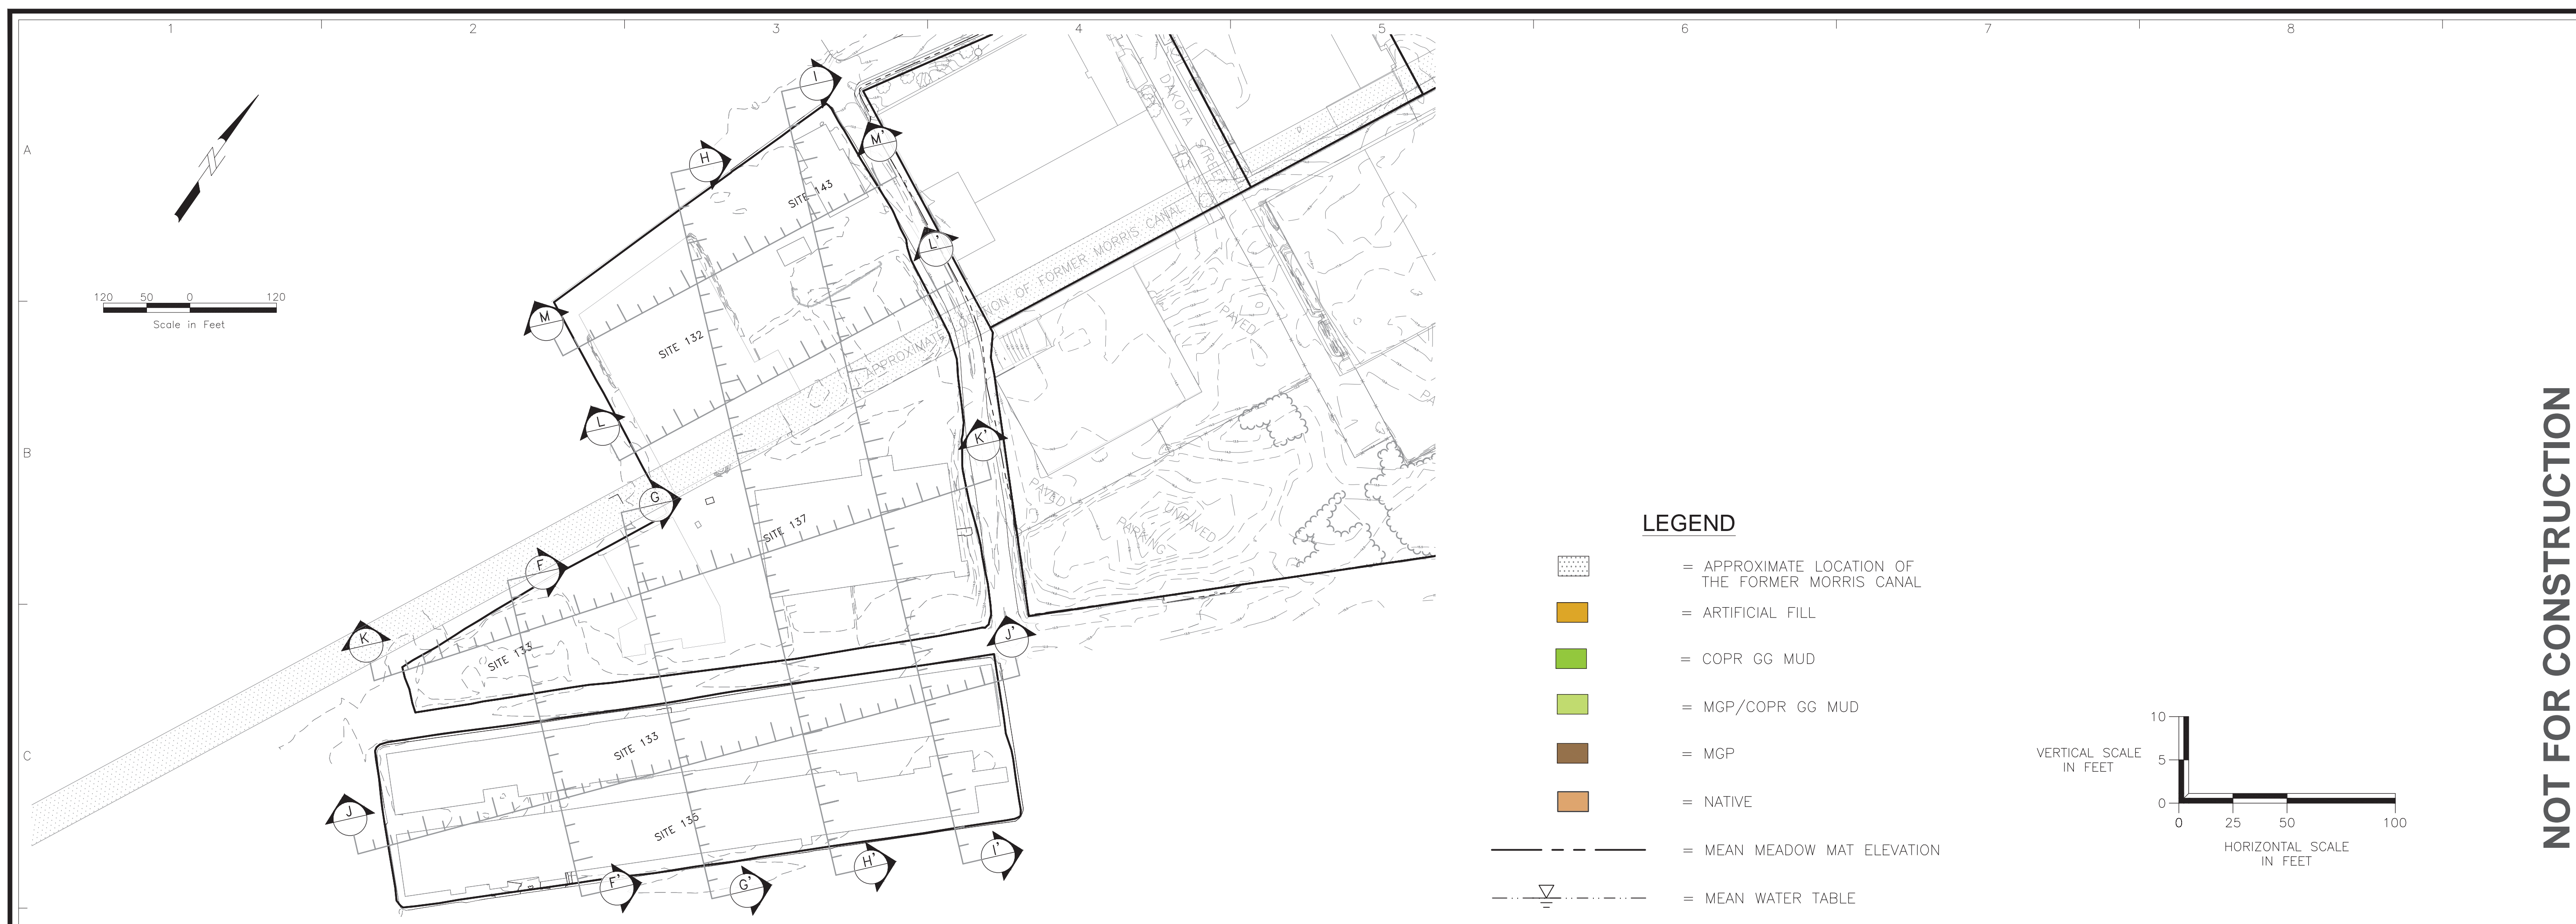 1 2 3 4 5 6 7 8
A
B
C
I
H
M'
SITE 143
L'
M
SITE 132
L
APPROXIMATE LOCATION OF FORMER MORRIS CANAL
DAKOTA STREET
PAVED
K'
G
SITE 137
F
PAVED
PARKING
UNPAVED
PA
K
SITE 133
J'
SITE 133
J
SITE 135
F'
G'
H'
I'
120 50 0 120
Scale in Feet
LEGEND
= APPROXIMATE LOCATION OF
THE FORMER MORRIS CANAL
= ARTIFICIAL FILL
= COPR GG MUD
= MGP/COPR GG MUD
= MGP
= NATIVE
= MEAN MEADOW MAT ELEVATION
= MEAN WATER TABLE
10
VERTICAL SCALE
IN FEET
5
0
0 25 50 100
HORIZONTAL SCALE
IN FEET
NOT FOR CONSTRUCTION